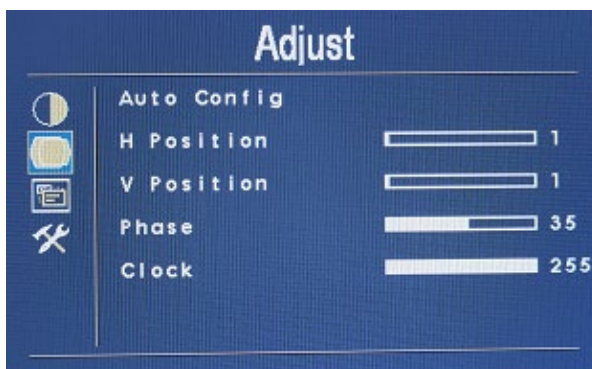 Adjust
Auto Config
H Position 1
V Position 1
Phase 35
Clock 255